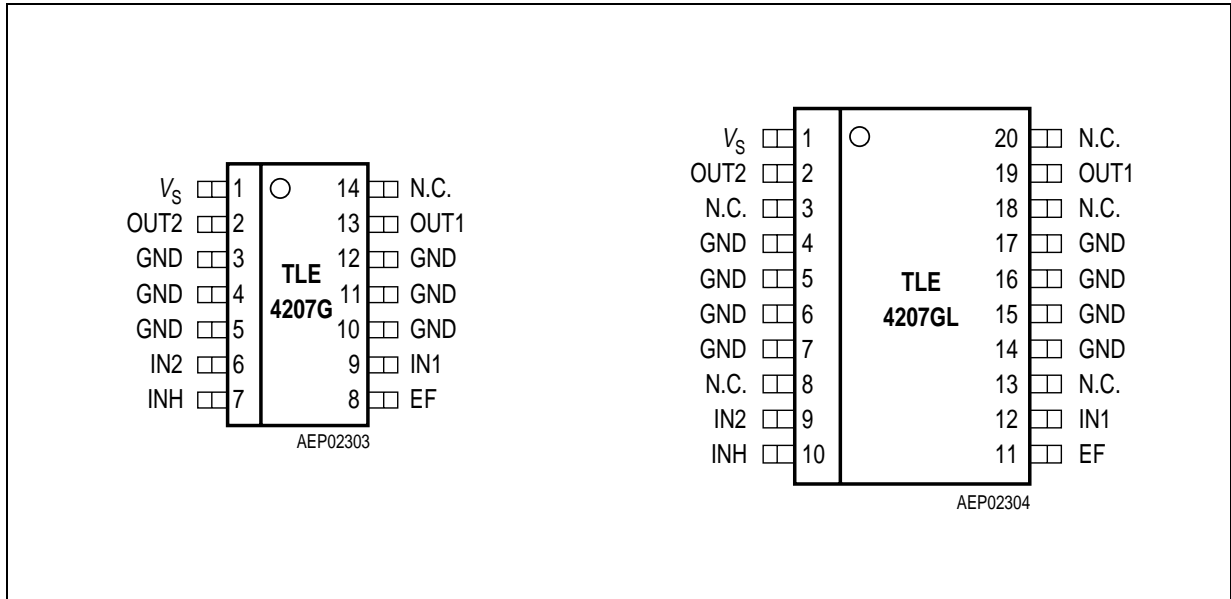 V_S 1 14 N.C.
OUT2 2 13 OUT1
GND 3 12 GND
GND 4 11 GND
GND 5 10 GND
IN2 6 9 IN1
INH 7 8 EF
TLE
4207G
AEP02303
V_S 1 20 N.C.
OUT2 2 19 OUT1
N.C. 3 18 N.C.
GND 4 17 GND
GND 5 16 GND
GND 6 15 GND
GND 7 14 GND
N.C. 8 13 N.C.
IN2 9 12 IN1
INH 10 11 EF
TLE
4207GL
AEP02304